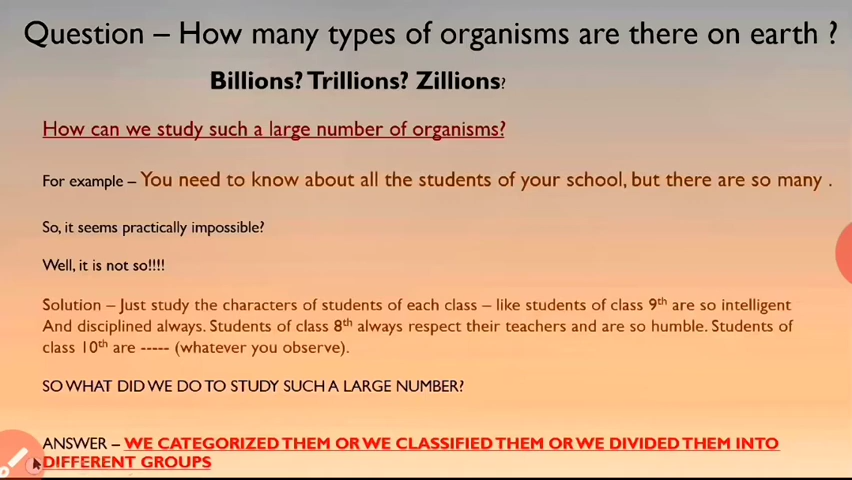 Question – How many types of organisms are there on earth ?
Billions? Trillions? Zillions?
How can we study such a large number of organisms?
For example – You need to know about all the students of your school, but there are so many .
So, it seems practically impossible?
Well, it is not so!!!!
Solution – Just study the characters of students of each class – like students of class 9th are so intelligent
And disciplined always. Students of class 8th always respect their teachers and are so humble. Students of
class 10th are ----- (whatever you observe).
SO WHAT DID WE DO TO STUDY SUCH A LARGE NUMBER?
ANSWER – WE CATEGORIZED THEM OR WE CLASSIFIED THEM OR WE DIVIDED THEM INTO
DIFFERENT GROUPS